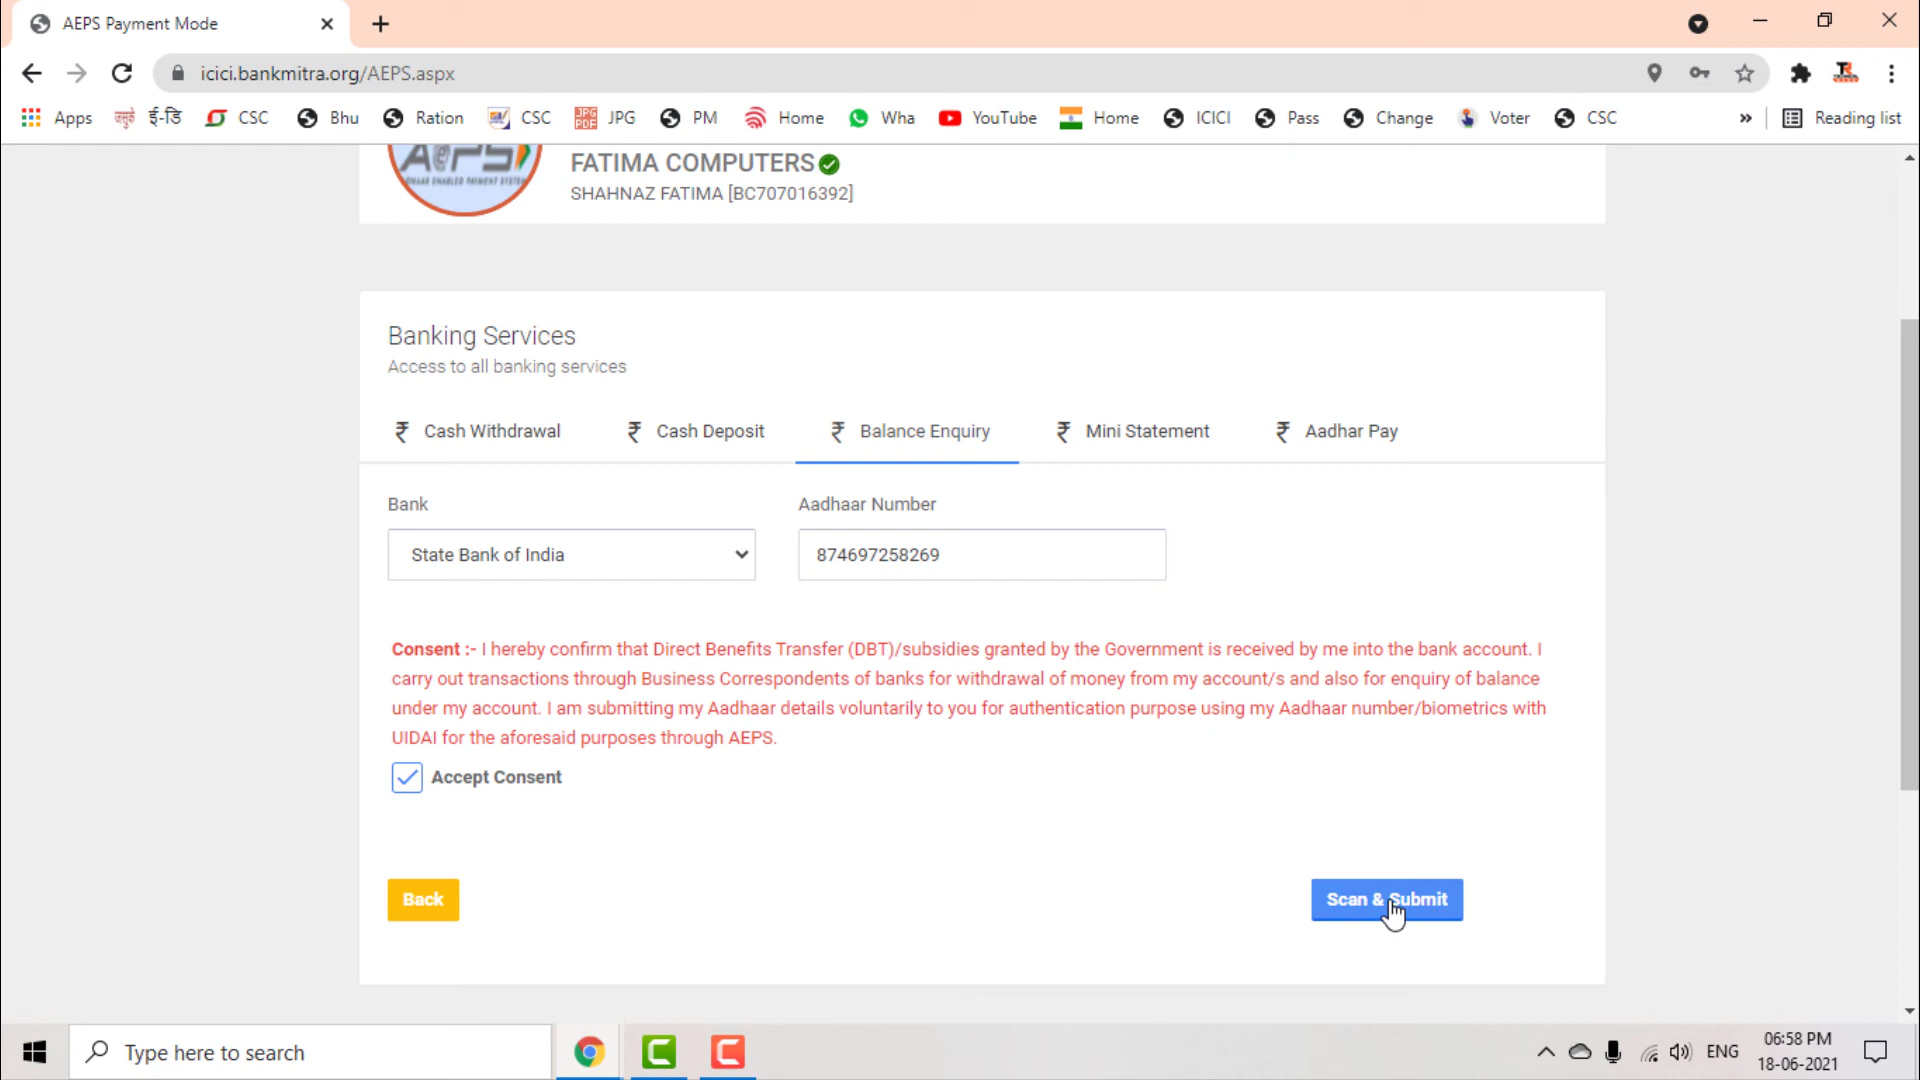 AEPS Payment Mode
icici.bankmitra.org/AEPS.aspx
Apps ई-डि CSC Bhu Ration CSC JPG PM Home Wha YouTube Home ICICI Pass Change Voter CSC » Reading list
AEPS
FATIMA COMPUTERS
SHAHNAZ FATIMA [BC707016392]
Banking Services
Access to all banking services
₹ Cash Withdrawal ₹ Cash Deposit ₹ Balance Enquiry ₹ Mini Statement ₹ Aadhar Pay
Bank Aadhaar Number
State Bank of India 874697258269
Consent :- I hereby confirm that Direct Benefits Transfer (DBT)/subsidies granted by the Government is received by me into the bank account. I
carry out transactions through Business Correspondents of banks for withdrawal of money from my account/s and also for enquiry of balance
under my account. I am submitting my Aadhaar details voluntarily to you for authentication purpose using my Aadhaar number/biometrics with
UIDAI for the aforesaid purposes through AEPS.
Accept Consent
Back Scan & Submit
Type here to search
ENG
06:58 PM
18-06-2021